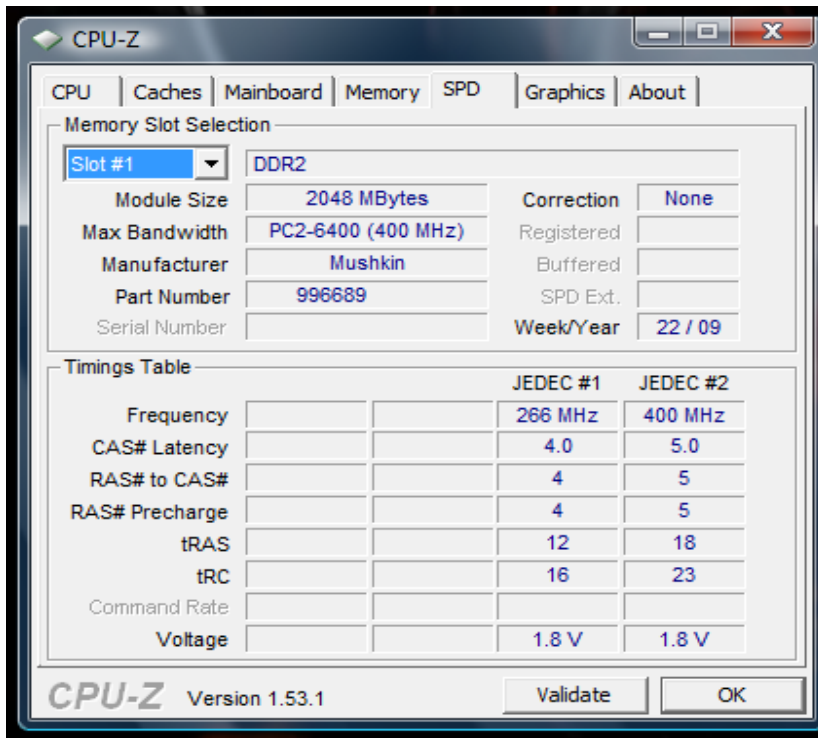 CPU-Z
CPU Caches Mainboard Memory SPD Graphics About
Memory Slot Selection
Slot #1 DDR2
Module Size 2048 MBytes Correction None
Max Bandwidth PC2-6400 (400 MHz) Registered
Manufacturer Mushkin Buffered
Part Number 996689 SPD Ext.
Serial Number Week/Year 22 / 09
Timings Table
JEDEC #1 JEDEC #2
Frequency 266 MHz 400 MHz
CAS# Latency 4.0 5.0
RAS# to CAS# 4 5
RAS# Precharge 4 5
tRAS 12 18
tRC 16 23
Command Rate
Voltage 1.8 V 1.8 V
CPU-Z Version 1.53.1 Validate OK